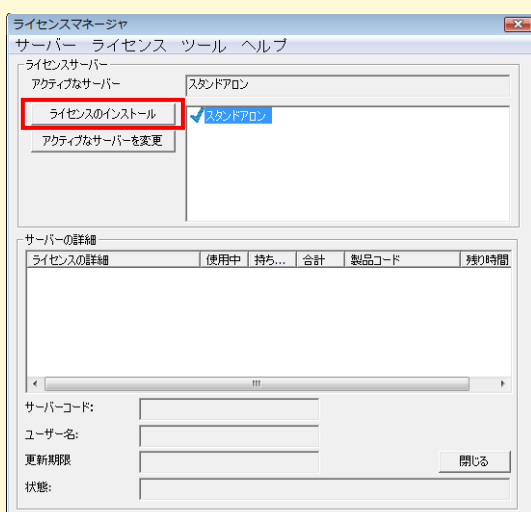 ライセンスマネージャ
サーバー ライセンス ツール ヘルプ
ライセンスサーバー
アクティブなサーバー スタンドアロン
ライセンスのインストール スタンドアロン
アクティブなサーバーを変更
サーバーの詳細
ライセンスの詳細 使用中 持ち... 合計 製品コード 残り時間
サーバーコード:
ユーザー名:
更新期限 閉じる
状態: